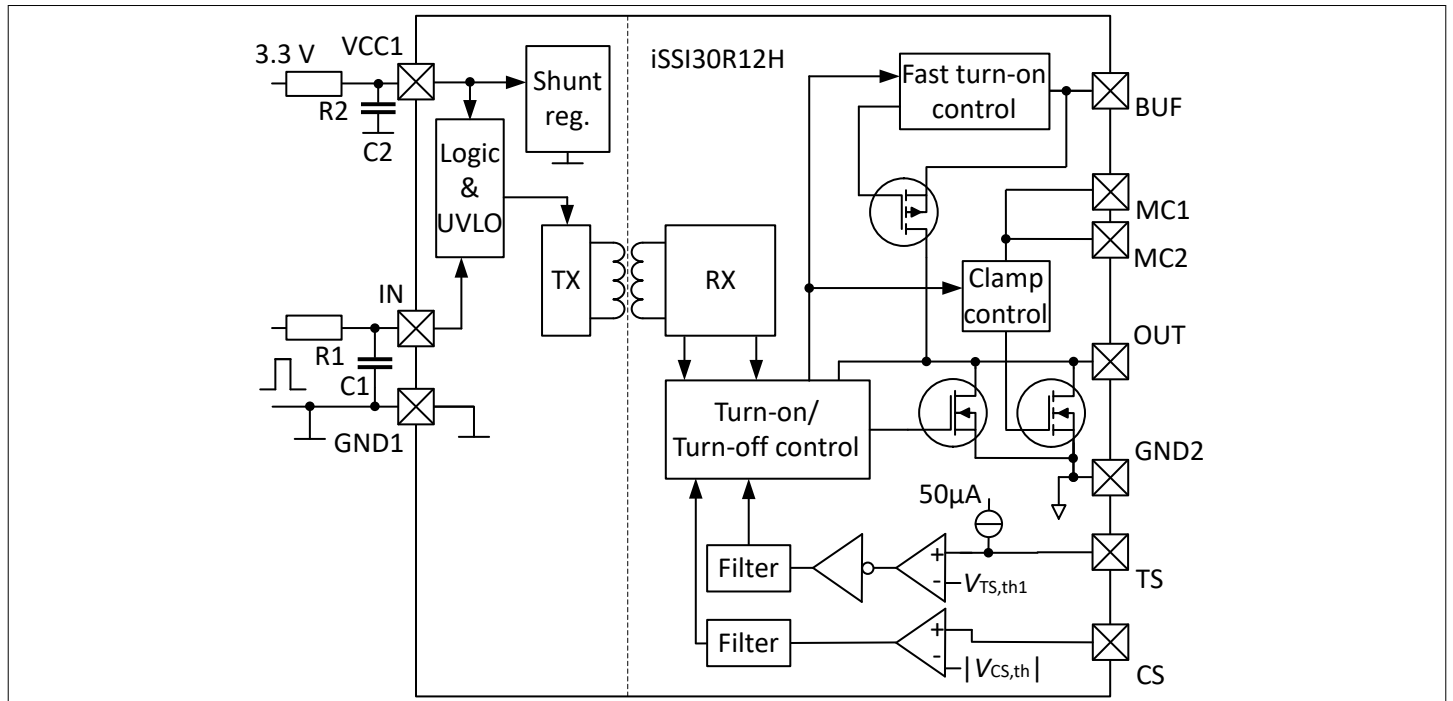 3.3 V
VCC1
R2
C2
Shunt
reg.
Logic
&
UVLO
IN
R1
C1
GND1
TX
RX
iSSI30R12H
Fast turn-on
control
BUF
MC1
MC2
Clamp
control
OUT
Turn-on/
Turn-off control
GND2
50µA
Filter
+
-
VTS,th1
TS
Filter
+
-
|VCS,th|
CS